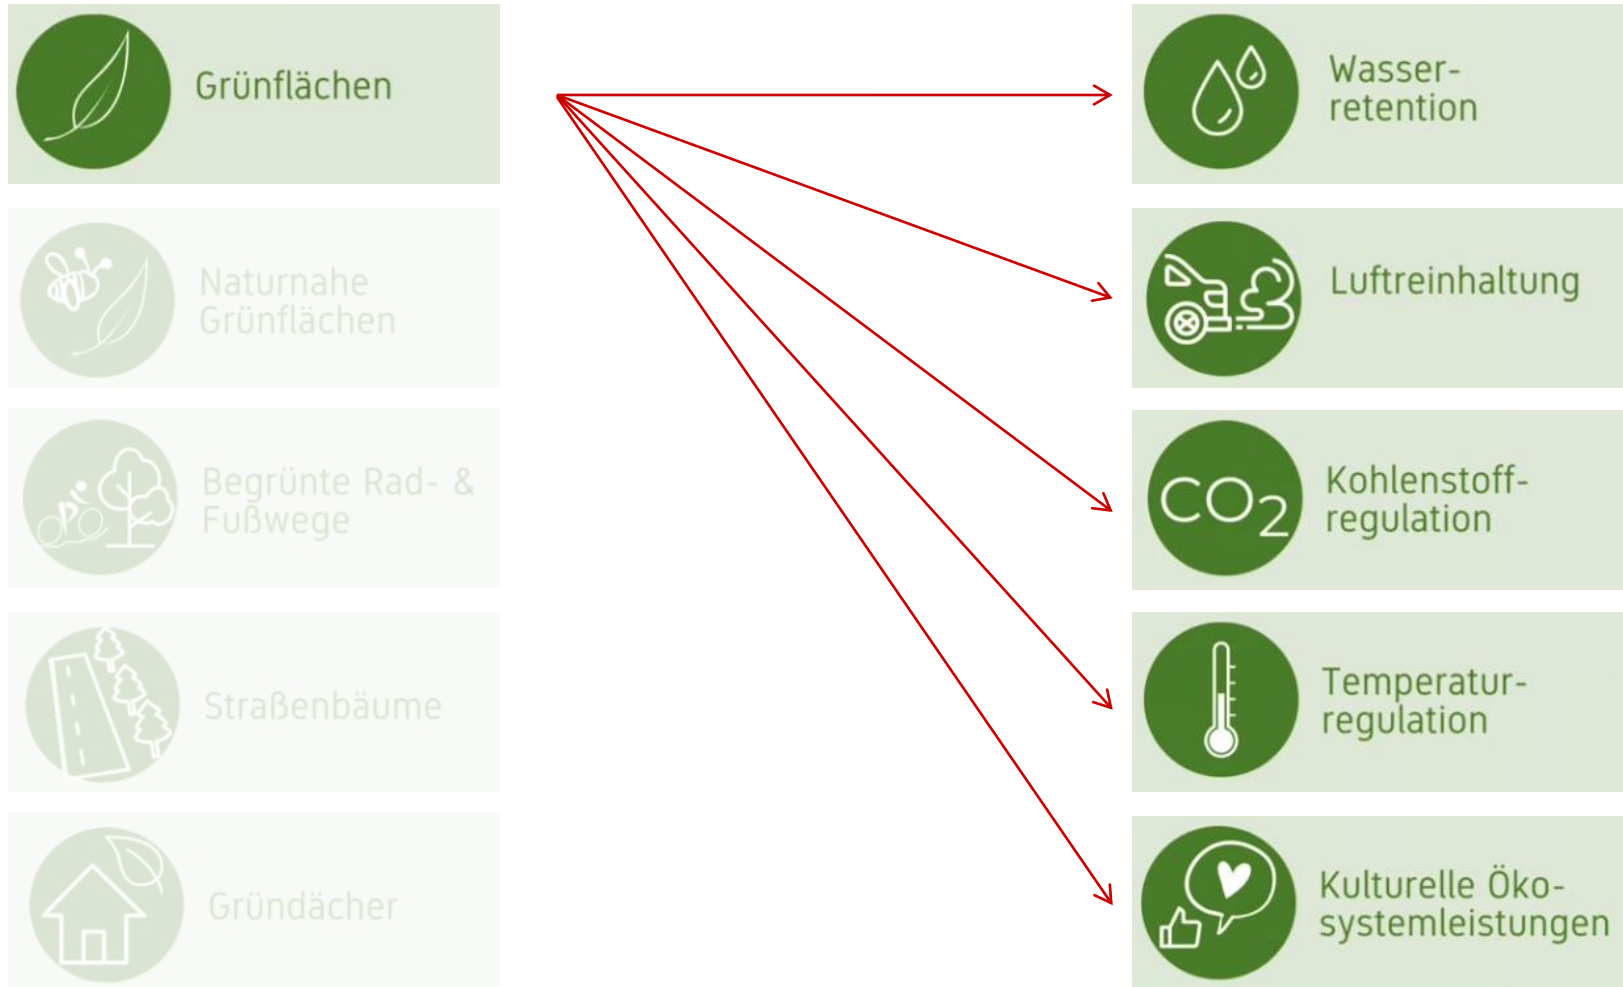 Grünflächen
Naturnahe
Grünflächen
Begrünte Rad- &
Fußwege
Straßenbäume
Gründächer
Wasser-
retention
Luftreinhaltung
CO2
Kohlenstoff-
regulation
Temperatur-
regulation
Kulturelle Öko-
systemleistungen